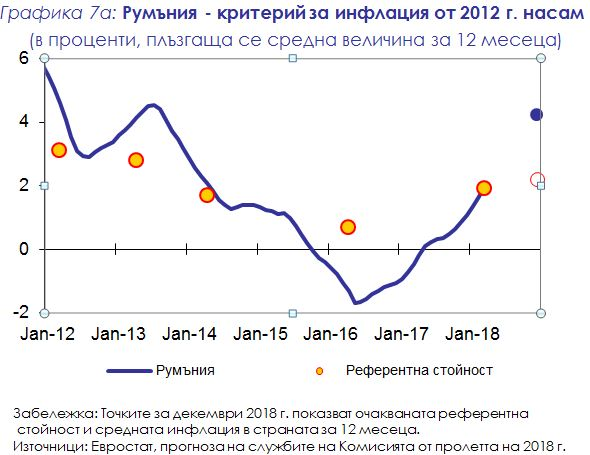 Графика 7а: Румъния - критерий за инфлация от 2012 г. насам
(в проценти, плъзгаща се средна величина за 12 месеца)
6
4
2
0
-2
Jan-12 Jan-13 Jan-14 Jan-15 Jan-16 Jan-17 Jan-18
Румъния Референтна стойност
Забележка: Точките за декември 2018 г. показват очакваната референтна
стойност и средната инфлация в страната за 12 месеца.
Източници: Евростат, прогноза на службите на Комисията от пролетта на 2018 г.